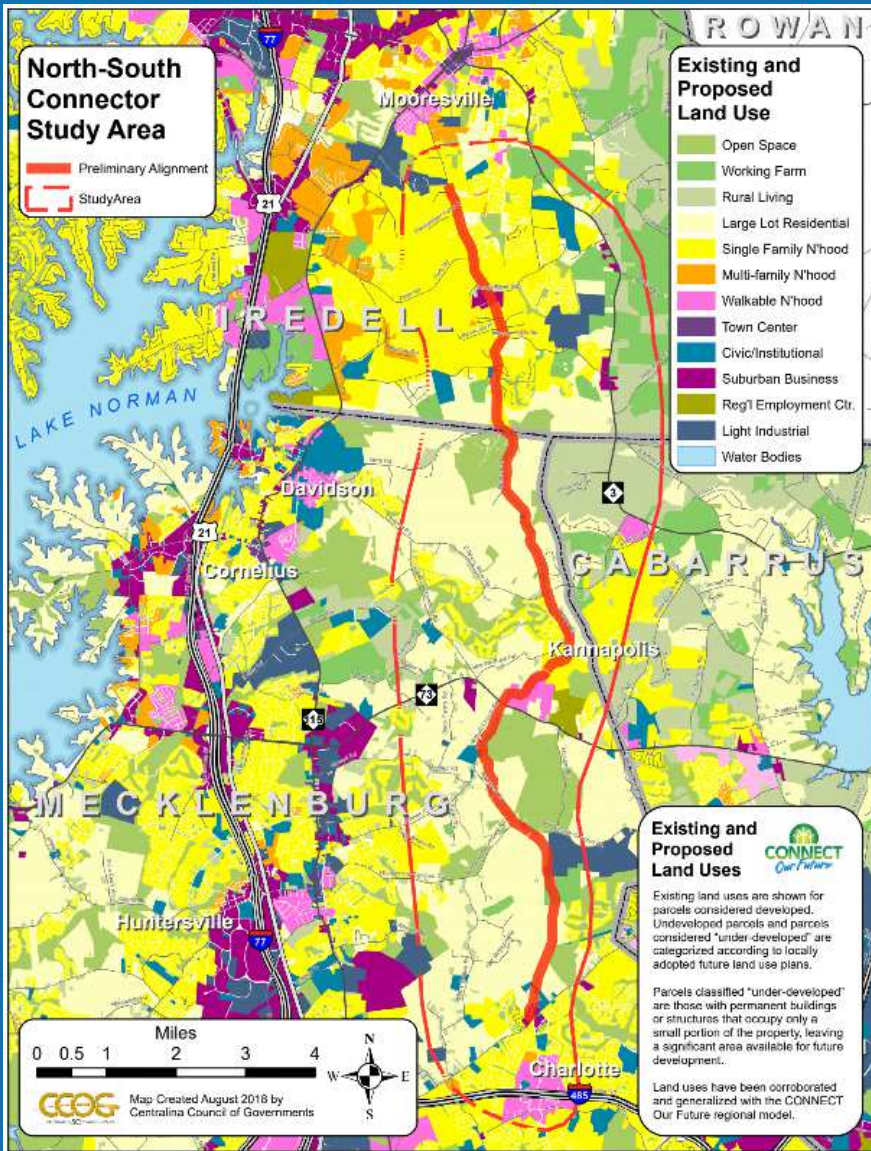 ROWAN
77
North-South
Connector
Study Area
Preliminary Alignment
StudyArea
Mooresville
Existing and
Proposed
Land Use
Open Space
Working Farm
Rural Living
Large Lot Residential
Single Family N'hood
Multi-family N'hood
Walkable N'hood
Town Center
Civic/Institutional
Suburban Business
Reg'l Employment Ctr.
Light Industrial
Water Bodies
21
IREDELL
LAKE NORMAN
Davidson
3
21
Cornelius
CABARRUS
Kannapolis
73
115
MECKLENBURG
Huntersville
77
Existing and
Proposed
Land Uses
CONNECT
Our Future
Existing land uses are shown for
parcels considered developed.
Undeveloped parcels and parcels
considered "under-developed" are
categorized according to locally
adopted future land use plans.
Parcels classified "under-developed"
are those with permanent buildings
or structures that occupy only a
small portion of the property, leaving
a significant area available for future
development.
Land uses have been corroborated
and generalized with the CONNECT
Our Future regional model.
Miles
0 0.5 1 2 3 4
N
W E
S
CCOG
Map Created August 2018 by
Centralina Council of Governments
Charlotte
485